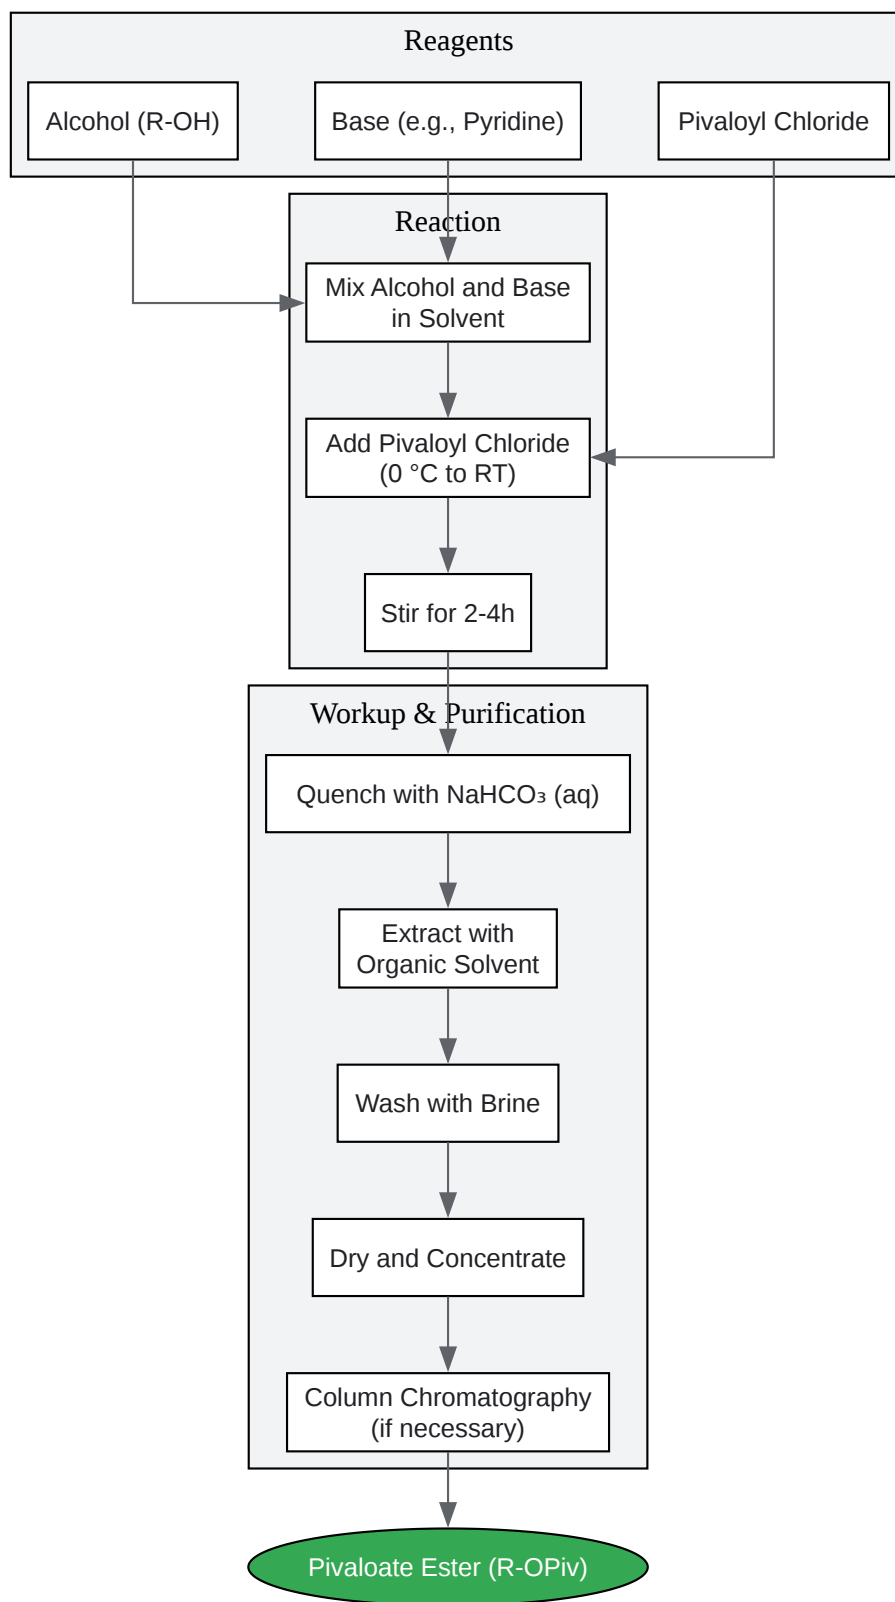 Reagents
Alcohol (R-OH)
Base (e.g., Pyridine)
Pivaloyl Chloride
Reaction
Mix Alcohol and Base
in Solvent
Add Pivaloyl Chloride
(0 °C to RT)
Stir for 2-4h
Workup & Purification
Quench with NaHCO₃ (aq)
Extract with
Organic Solvent
Wash with Brine
Dry and Concentrate
Column Chromatography
(if necessary)
Pivaloate Ester (R-OPiv)